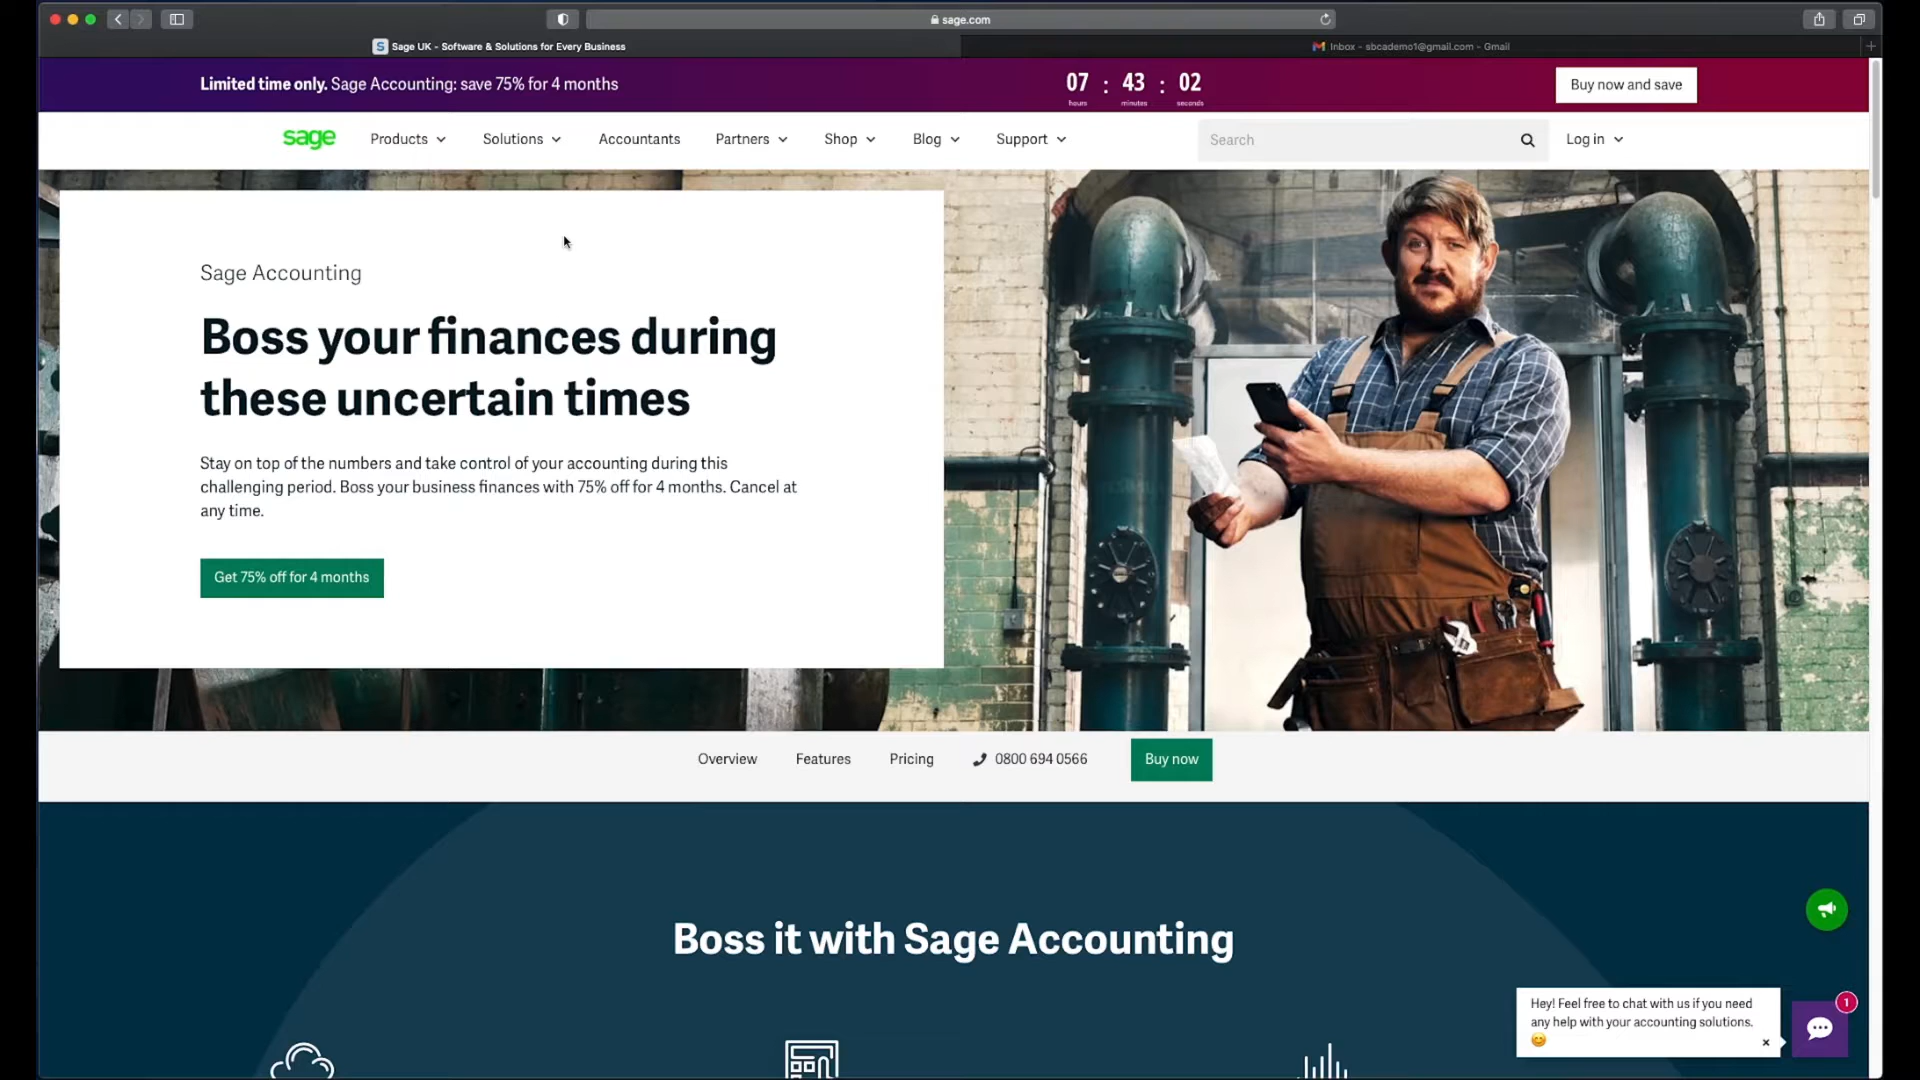 sage.com
S Sage UK - Software & Solutions for Every Business
Inbox - sbcademo1@gmail.com - Gmail
Limited time only. Sage Accounting: save 75% for 4 months
07 : 43 : 02
hours minutes seconds
Buy now and save
sage
Products
Solutions
Accountants
Partners
Shop
Blog
Support
Search
Log in
Sage Accounting
Boss your finances during
these uncertain times
Stay on top of the numbers and take control of your accounting during this
challenging period. Boss your business finances with 75% off for 4 months. Cancel at
any time.
Get 75% off for 4 months
Overview
Features
Pricing
0800 694 0566
Buy now
Boss it with Sage Accounting
Hey! Feel free to chat with us if you need
any help with your accounting solutions.
😊
1